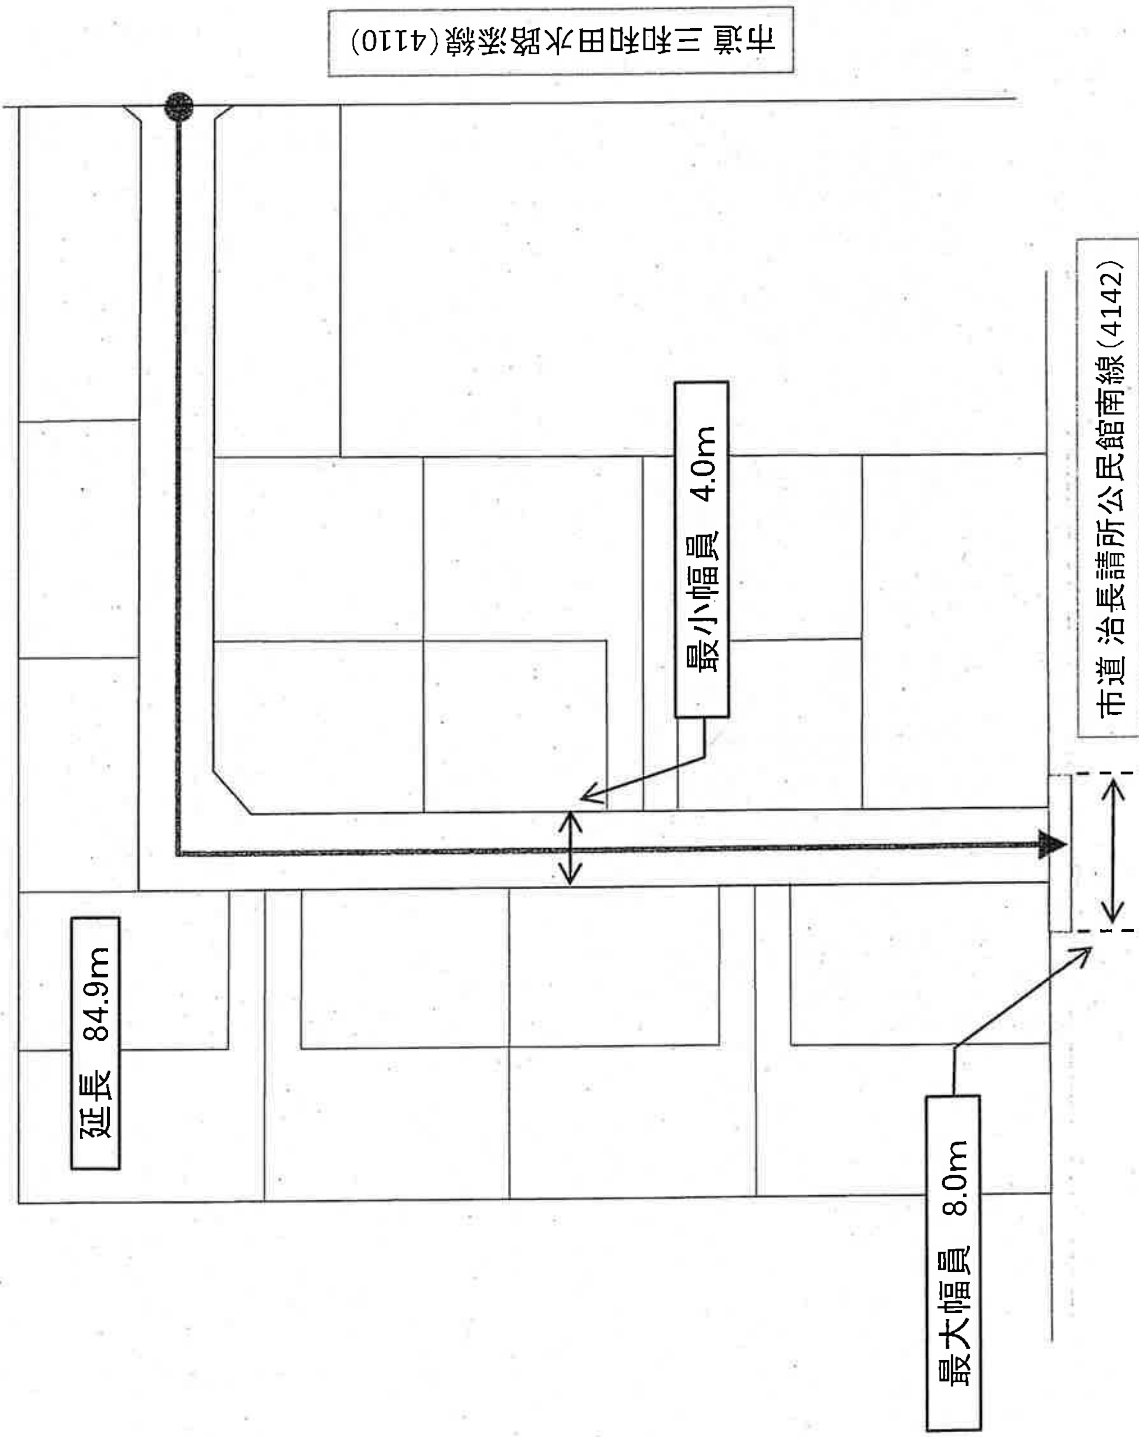 市道 三和和田水路添線(4110)
延長 84.9m
最小幅員 4.0m
最大幅員 8.0m
市道 治長請所公民館南線(4142)